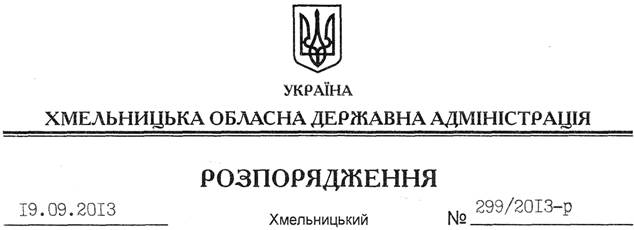 УКРАЇНА
ХМЕЛЬНИЦЬКА ОБЛАСНА ДЕРЖАВНА АДМІНІСТРАЦІЯ
РОЗПОРЯДЖЕННЯ
19.09.2013 Хмельницький № 299/2013-р